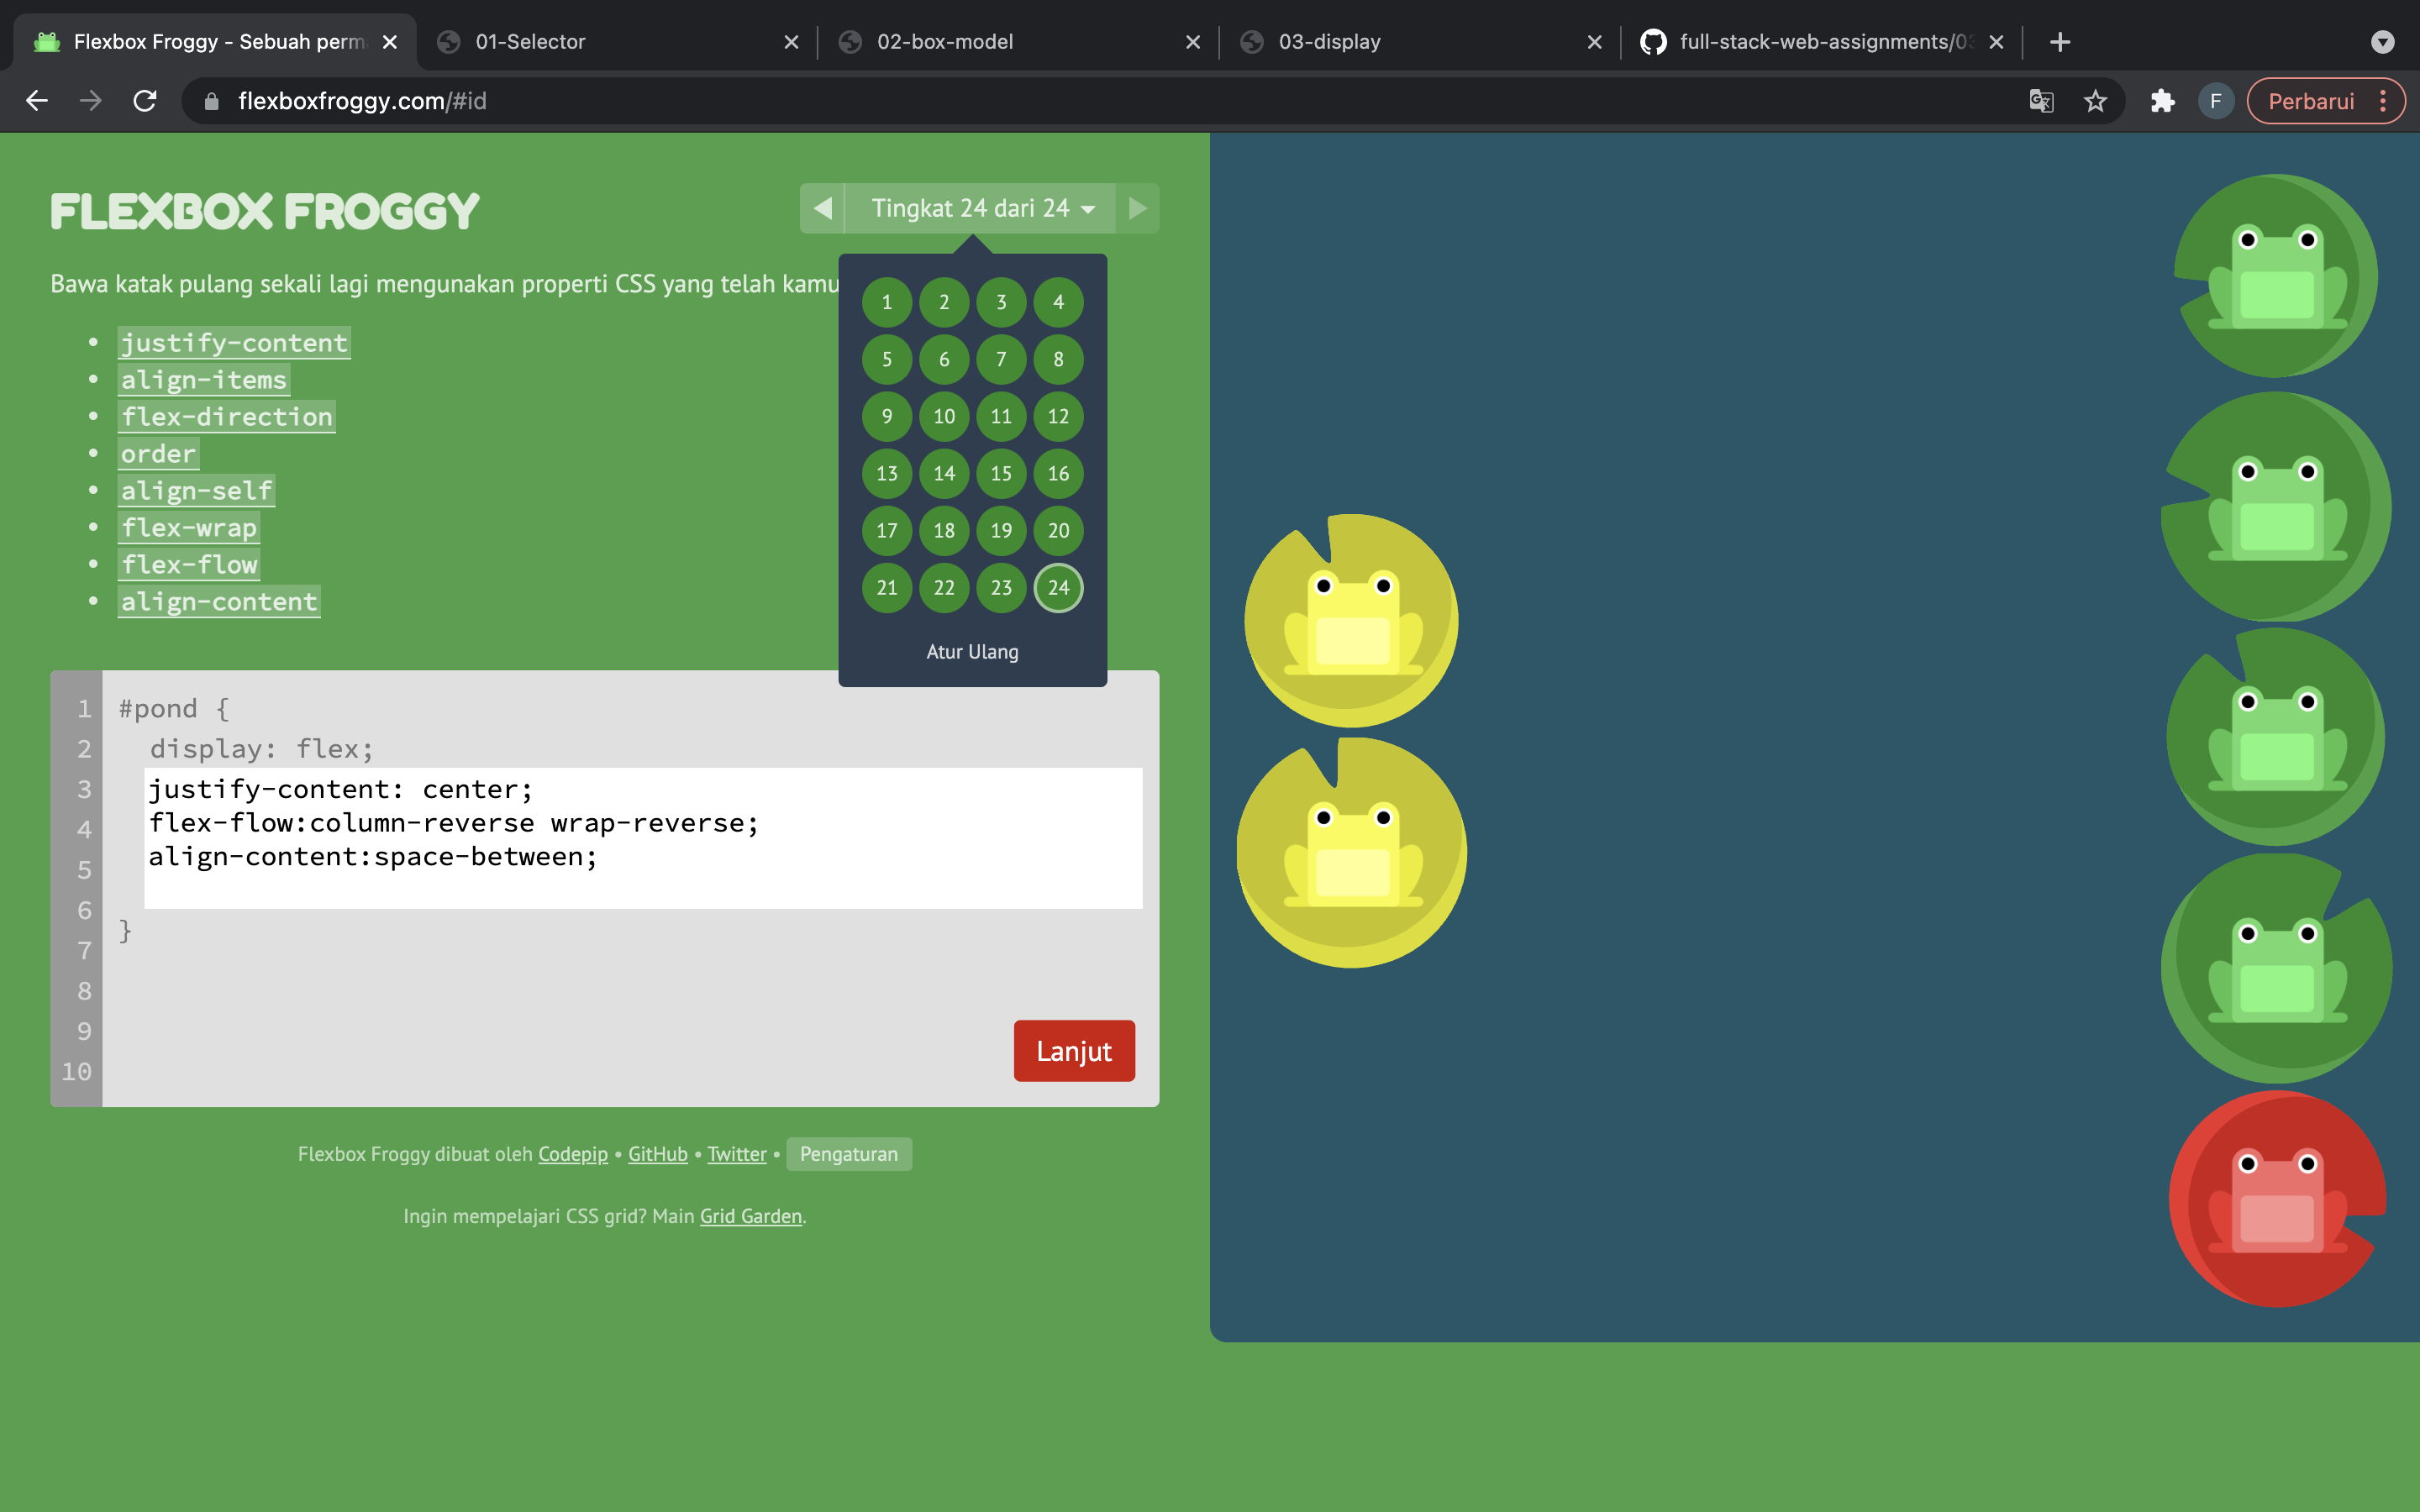 Flexbox Froggy - Sebuah perm
01-Selector
02-box-model
03-display
full-stack-web-assignments/03
flexboxfroggy.com/#id
F
Perbarui
FLEXBOX FROGGY
Tingkat 24 dari 24
Bawa katak pulang sekali lagi mengunakan properti CSS yang telah kamu
justify-content
align-items
flex-direction
order
align-self
flex-wrap
flex-flow
align-content
1 2 3 4
5 6 7 8
9 10 11 12
13 14 15 16
17 18 19 20
21 22 23 24
Atur Ulang
1 #pond {
2 display: flex;
3 justify-content: center;
4 flex-flow:column-reverse wrap-reverse;
5 align-content:space-between;
6 }
7
8
9
10
Lanjut
Flexbox Froggy dibuat oleh Codepip • GitHub • Twitter • Pengaturan
Ingin mempelajari CSS grid? Main Grid Garden.